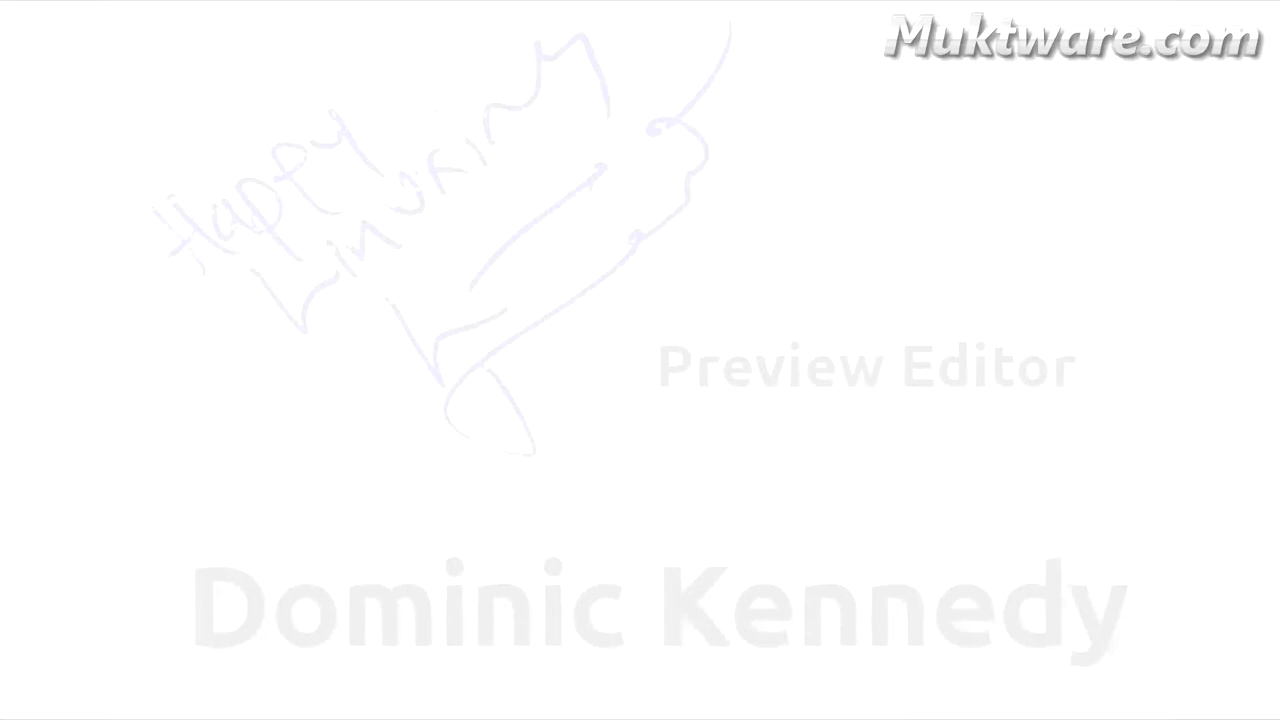 Muktware.com
Happy
Linuxing
Preview Editor
Dominic Kennedy